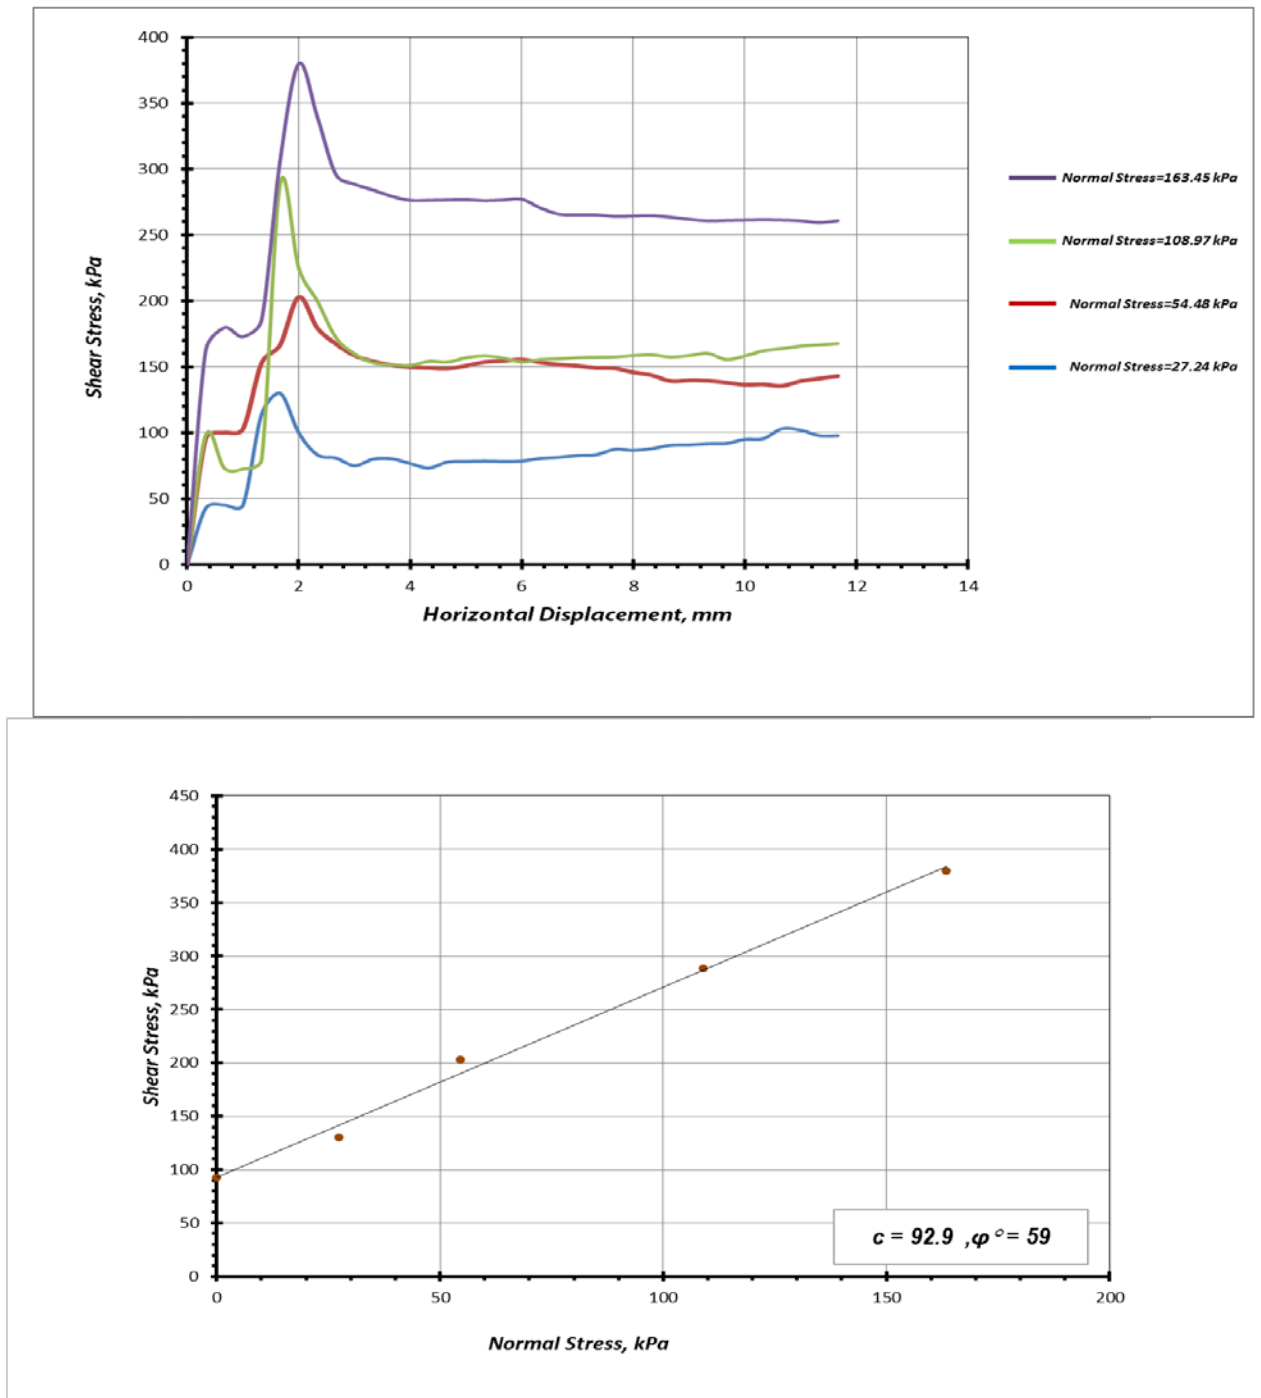 400
350
300
250
200
150
100
50
0
Shear Stress, kPa
0 2 4 6 8 10 12 14
Horizontal Displacement, mm
Normal Stress=163.45 kPa
Normal Stress=108.97 kPa
Normal Stress=54.48 kPa
Normal Stress=27.24 kPa
450
400
350
300
250
200
150
100
50
0
Shear Stress, kPa
c = 92.9 ,φ° = 59
0 50 100 150 200
Normal Stress, kPa